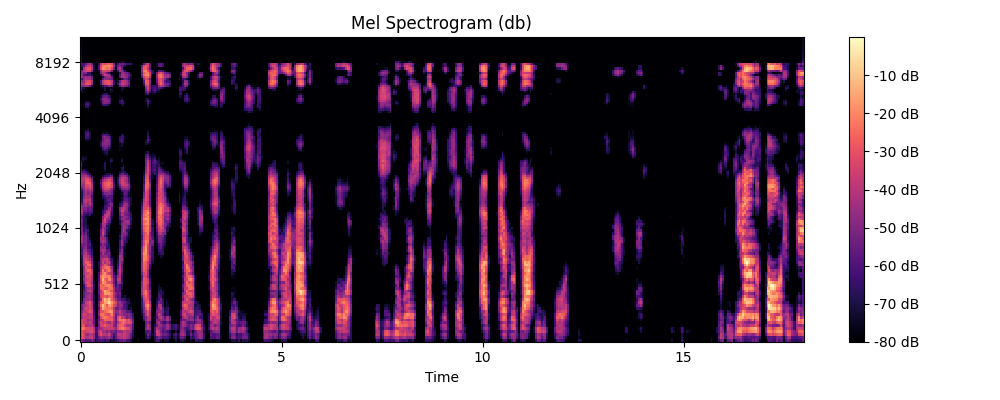 Mel Spectrogram (db)
8192
4096
2048
1024
512
0
Hz
0 5 10 15
Time
-10 dB
-20 dB
-30 dB
-40 dB
-50 dB
-60 dB
-70 dB
-80 dB